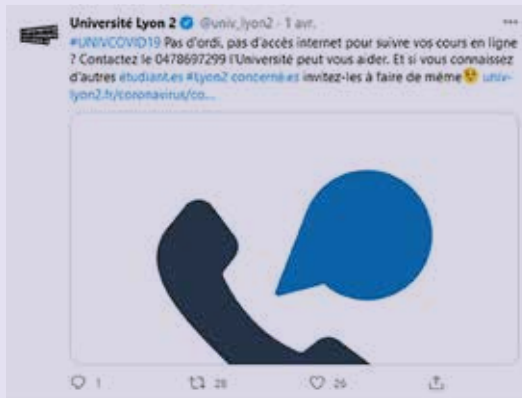 Université Lyon 2 @univ_lyon2 · 1 avr.
#UNIVCOVID19 Pas d'ordi, pas d'accès internet pour suivre vos cours en ligne
? Contactez le 0478697299 l'Université peut vous aider. Et si vous connaissez
d'autres étudiant.es #Lyon2 concerné.es invitez-les à faire de même😉 univ-
lyon2.fr/coronavirus/co...
1 28 26